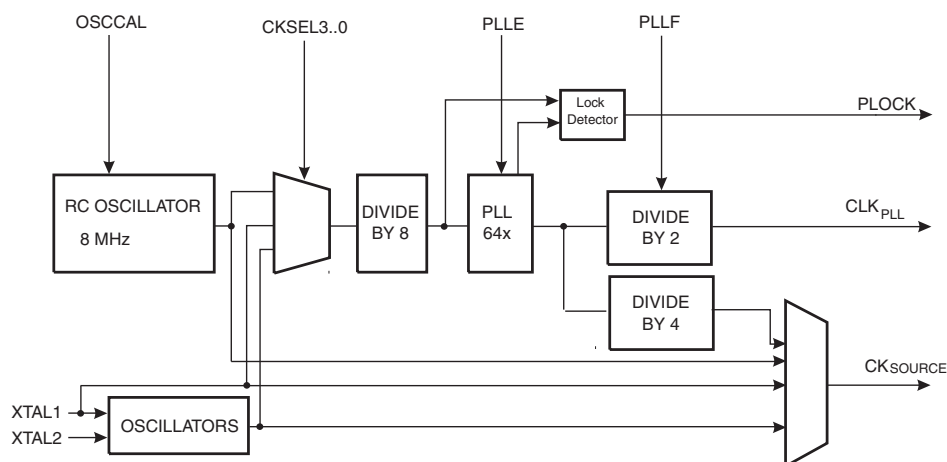 OSCCAL
CKSEL3..0
PLLE
PLLF
Lock
Detector
PLOCK
RC OSCILLATOR
8 MHz
DIVIDE
BY 8
PLL
64x
DIVIDE
BY 2
CLKPLL
DIVIDE
BY 4
CKSOURCE
XTAL1
XTAL2
OSCILLATORS